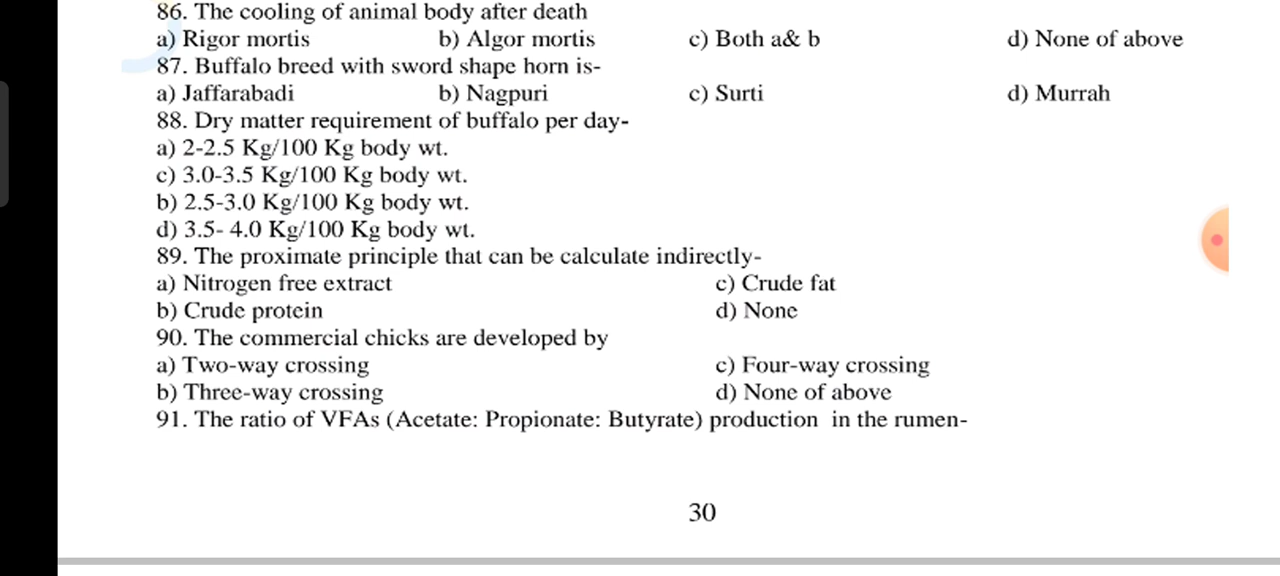 86. The cooling of animal body after death
a) Rigor mortis b) Algor mortis c) Both a& b d) None of above
87. Buffalo breed with sword shape horn is-
a) Jaffarabadi b) Nagpuri c) Surti d) Murrah
88. Dry matter requirement of buffalo per day-
a) 2-2.5 Kg/100 Kg body wt.
c) 3.0-3.5 Kg/100 Kg body wt.
b) 2.5-3.0 Kg/100 Kg body wt.
d) 3.5- 4.0 Kg/100 Kg body wt.
89. The proximate principle that can be calculate indirectly-
a) Nitrogen free extract c) Crude fat
b) Crude protein d) None
90. The commercial chicks are developed by
a) Two-way crossing c) Four-way crossing
b) Three-way crossing d) None of above
91. The ratio of VFAs (Acetate: Propionate: Butyrate) production in the rumen-
30